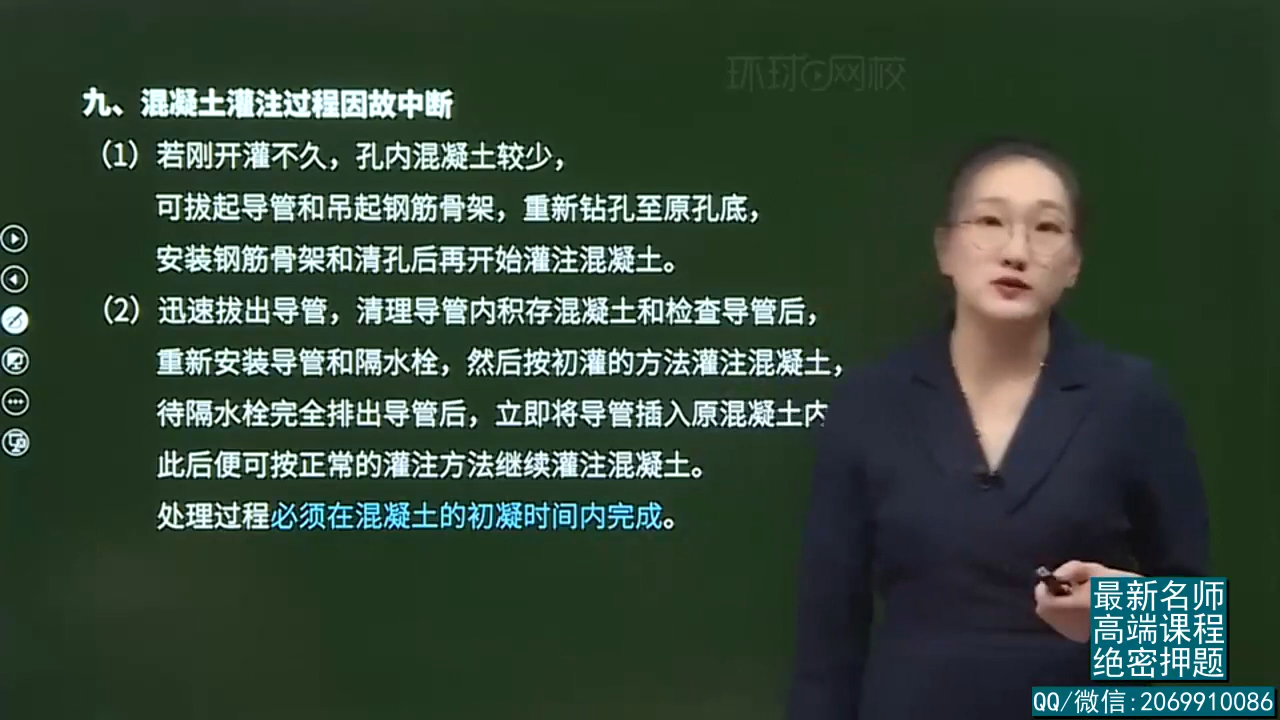 环球网校
九、混凝土灌注过程因故中断
（1）若刚开灌不久，孔内混凝土较少，
可拔起导管和吊起钢筋骨架，重新钻孔至原孔底，
安装钢筋骨架和清孔后再开始灌注混凝土。
（2）迅速拔出导管，清理导管内积存混凝土和检查导管后，
重新安装导管和隔水栓，然后按初灌的方法灌注混凝土，
待隔水栓完全排出导管后，立即将导管插入原混凝土内
此后便可按正常的灌注方法继续灌注混凝土。
处理过程必须在混凝土的初凝时间内完成。
最新名师
高端课程
绝密押题
QQ/微信:2069910086